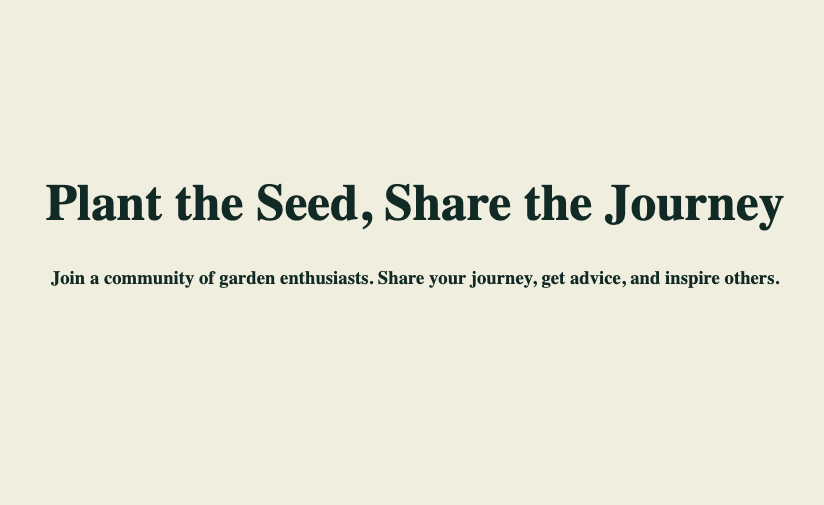 Plant the Seed, Share the Journey
Join a community of garden enthusiasts. Share your journey, get advice, and inspire others.